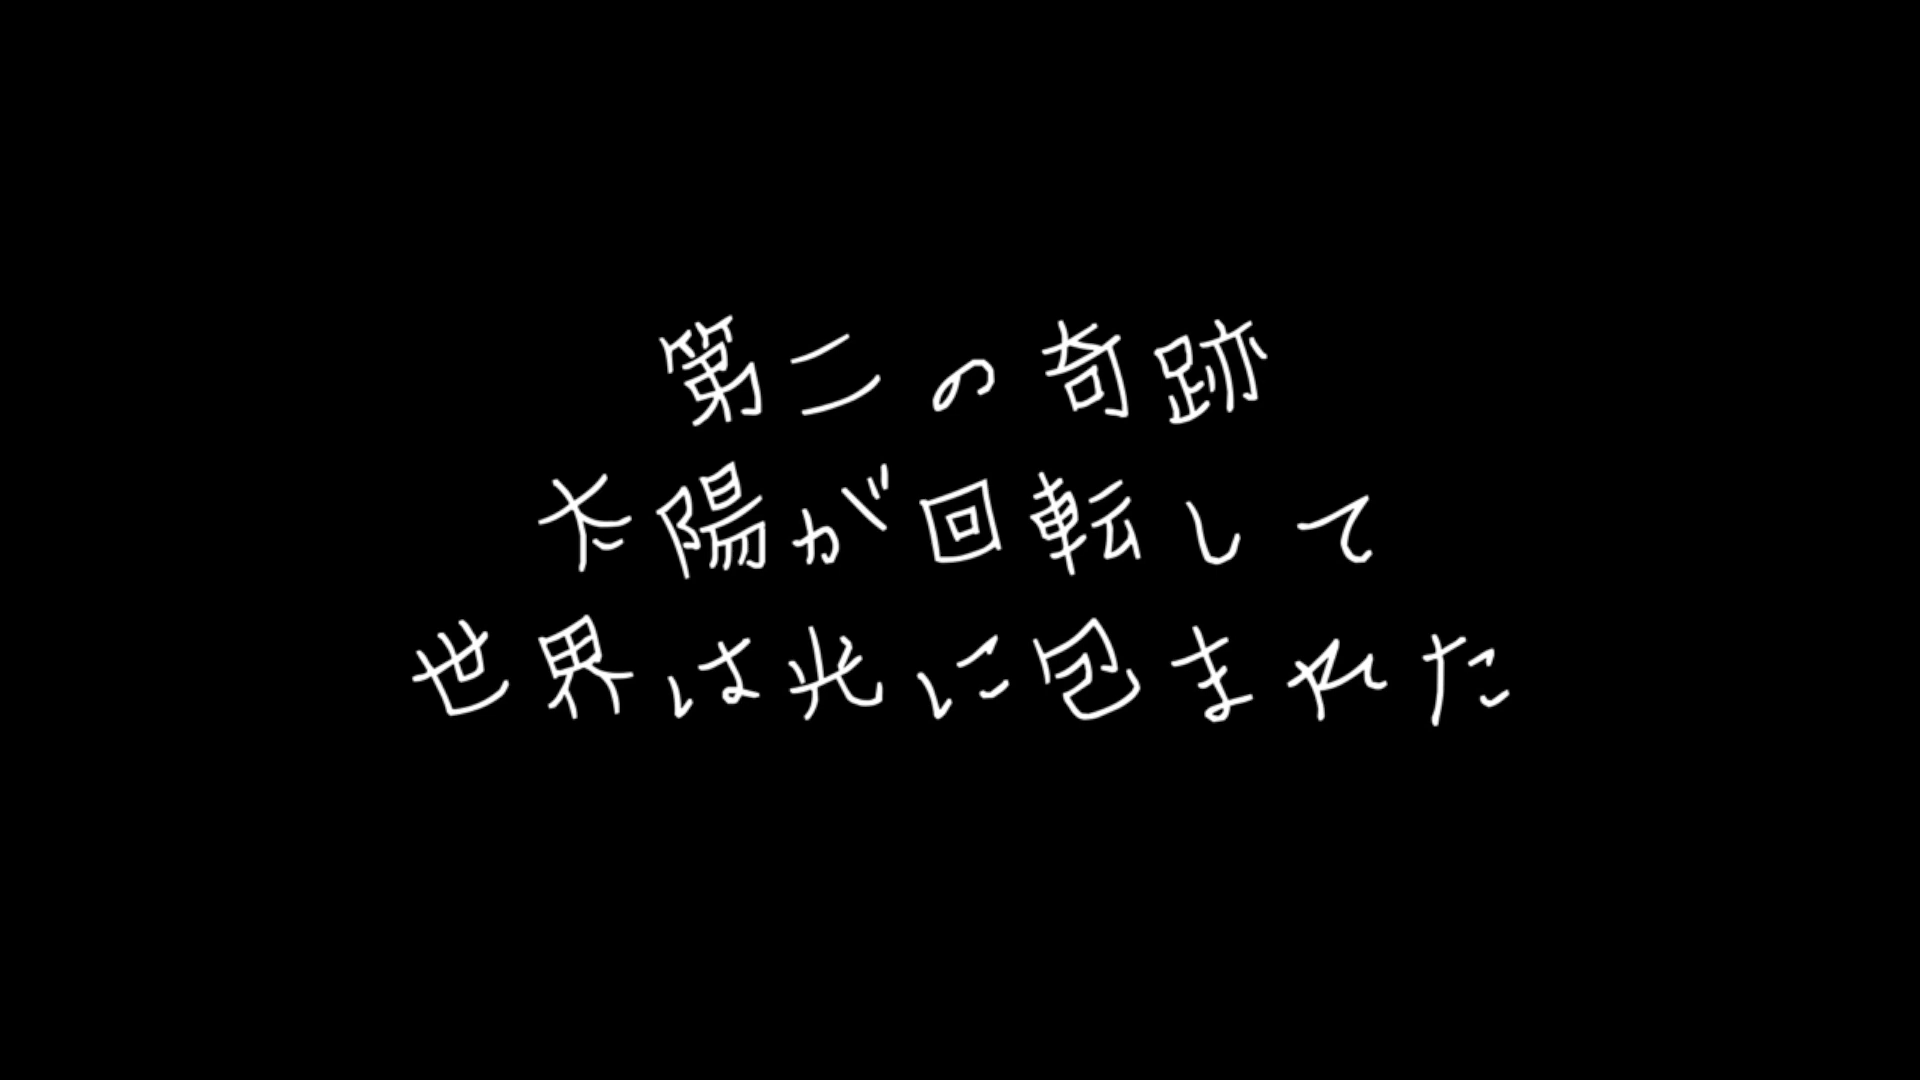 第二の奇跡
太陽が回転して
世界は光に包まれた